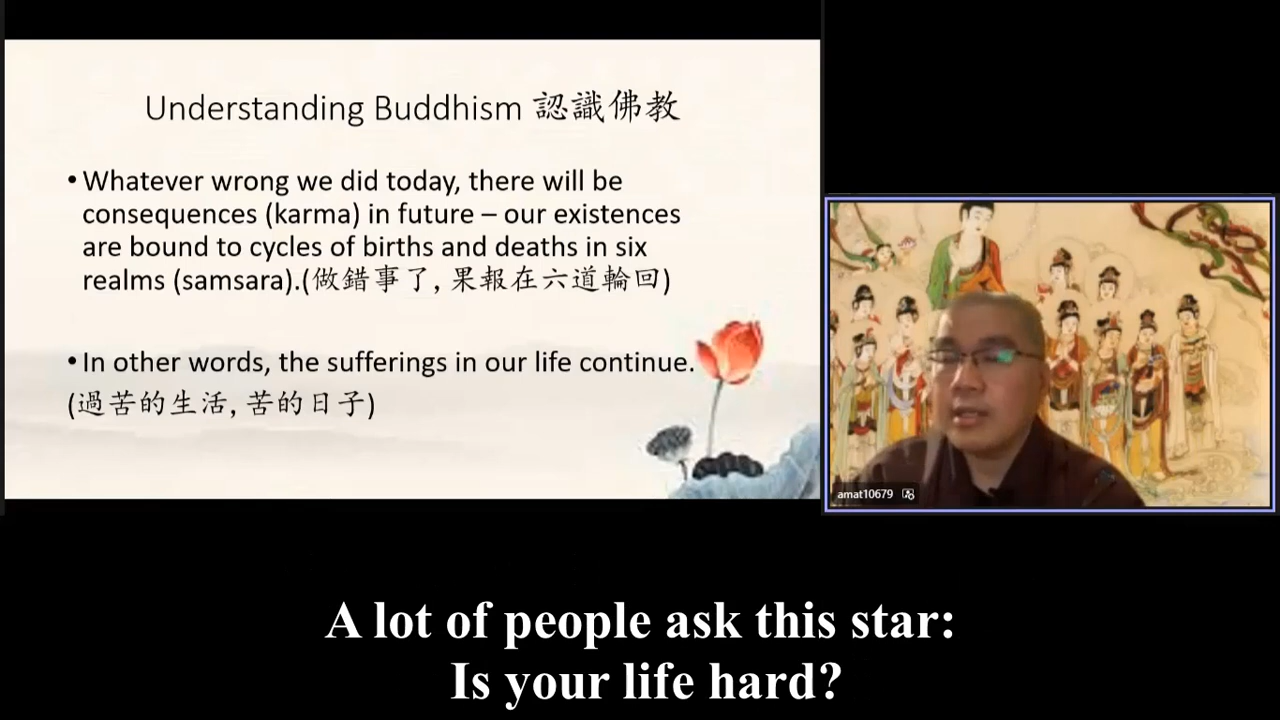 Understanding Buddhism 認識佛教
• Whatever wrong we did today, there will be
consequences (karma) in future – our existences
are bound to cycles of births and deaths in six
realms (samsara).(做錯事了, 果報在六道輪回)
• In other words, the sufferings in our life continue.
(過苦的生活, 苦的日子)
amat10679
A lot of people ask this star:
Is your life hard?